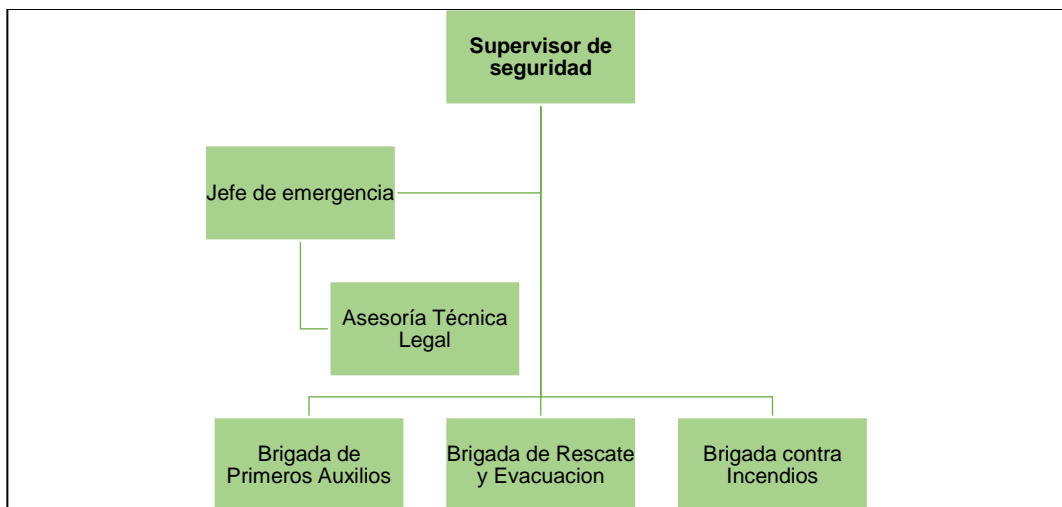 Supervisor de
seguridad
Jefe de emergencia
Asesoría Técnica
Legal
Brigada de
Primeros Auxilios
Brigada de Rescate
y Evacuacion
Brigada contra
Incendios